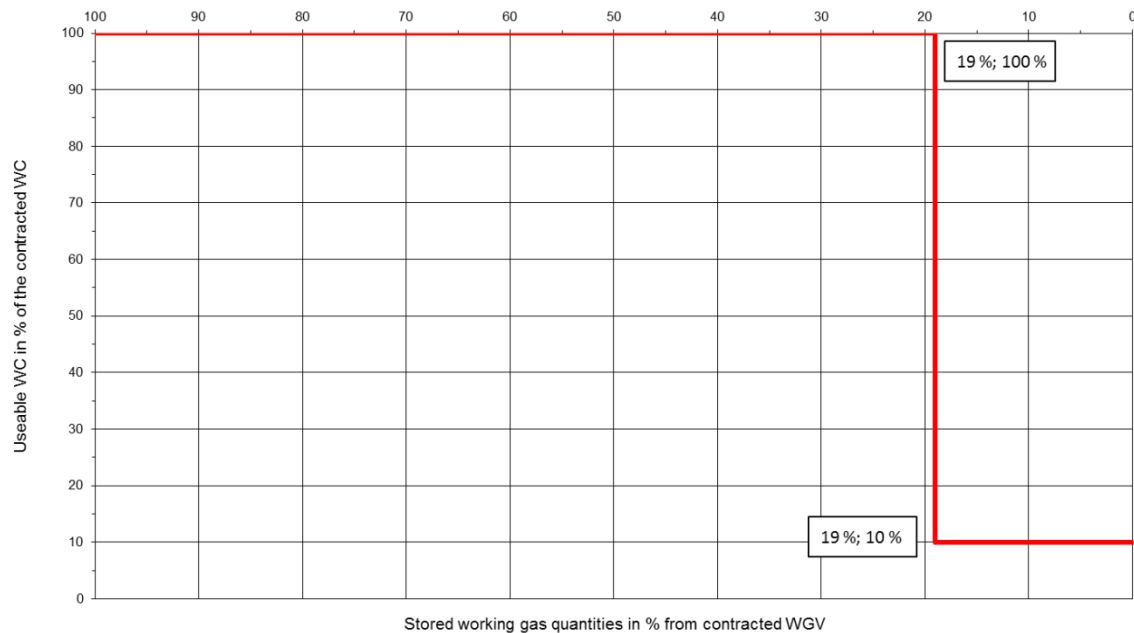 100 90 80 70 60 50 40 30 20 10 0
100
19 %; 100 %
90
80
70
60
Useable WC in % of the contracted WC
50
40
30
20
10
19 %; 10 %
0
Stored working gas quantities in % from contracted WGV